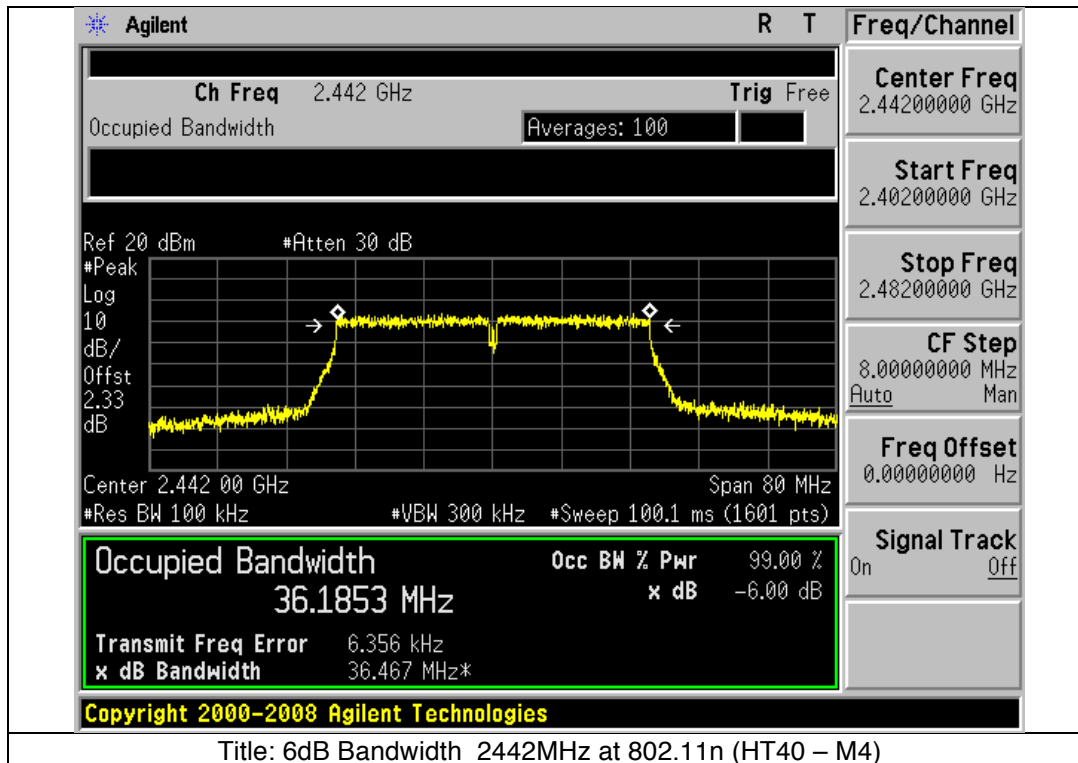 Agilent R T
Ch Freq 2.442 GHz Trig Free
Occupied Bandwidth Averages: 100
Ref 20 dBm #Atten 30 dB
#Peak
Log
10
dB/
Offst
2.33
dB
Center 2.442 00 GHz Span 80 MHz
#Res BW 100 kHz #VBW 300 kHz #Sweep 100.1 ms (1601 pts)
Occupied Bandwidth Occ BW % Pwr 99.00 %
36.1853 MHz x dB -6.00 dB
Transmit Freq Error 6.356 kHz
x dB Bandwidth 36.467 MHz*
Copyright 2000-2008 Agilent Technologies
Freq/Channel
Center Freq
2.44200000 GHz
Start Freq
2.40200000 GHz
Stop Freq
2.48200000 GHz
CF Step
8.00000000 MHz
Auto Man
Freq Offset
0.00000000 Hz
Signal Track
On Off
Title: 6dB Bandwidth 2442MHz at 802.11n (HT40 – M4)